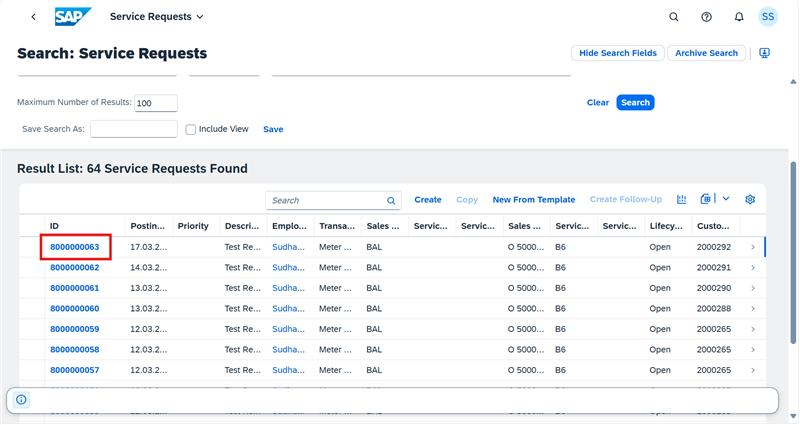 SAP Service Requests SS
Search: Service Requests Hide Search Fields Archive Search
Maximum Number of Results: 100 Clear Search
Save Search As: Include View Save
Result List: 64 Service Requests Found
Search Create Copy New From Template Create Follow-Up
ID Postin... Priority Descri... Emplo... Transa... Sales ... Servic... Servic... Sales ... Servic... Servic... Lifecy... Custo...
8000000063 17.03.2... Test Re... Sudha... Meter ... BAL O 5000... B6 Open 2000292
8000000062 14.03.2... Test Re... Sudha... Meter ... BAL O 5000... B6 Open 2000291
8000000061 13.03.2... Test Re... Sudha... Meter ... BAL O 5000... B6 Open 2000290
8000000060 13.03.2... Test Re... Sudha... Meter ... BAL O 5000... B6 Open 2000288
8000000059 12.03.2... Test Re... Sudha... Meter ... BAL O 5000... B6 Open 2000265
8000000058 12.03.2... Test Re... Sudha... Meter ... BAL O 5000... B6 Open 2000265
8000000057 12.03.2... Test Re... Sudha... Meter ... BAL O 5000... B6 Open 2000265